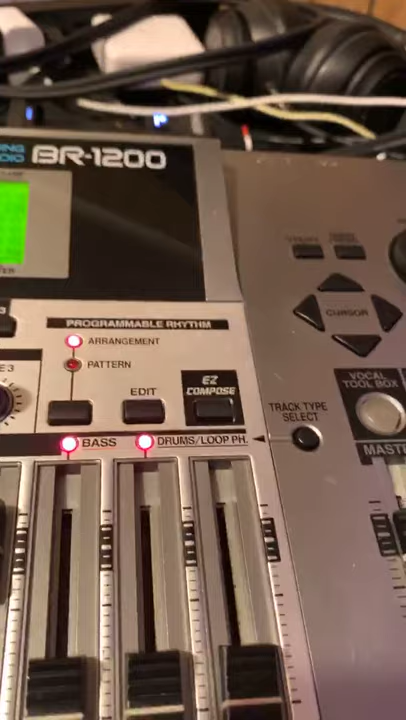 BR-1200
PROGRAMMABLE RHYTHM
ARRANGEMENT
PATTERN
EDIT
EZ
COMPOSE
CURSOR
VOCAL
TOOL BOX
TRACK TYPE
SELECT
BASS
DRUMS/LOOP PH.